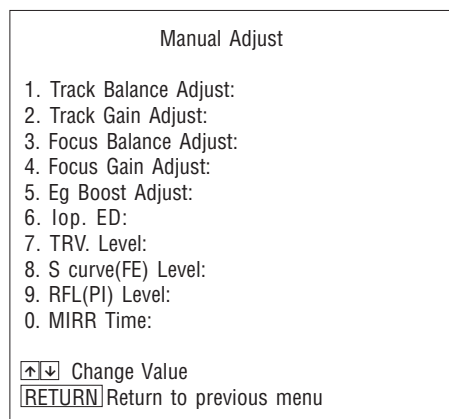 Manual Adjust
1. Track Balance Adjust:
2. Track Gain Adjust:
3. Focus Balance Adjust:
4. Focus Gain Adjust:
5. Eg Boost Adjust:
6. Iop. ED:
7. TRV. Level:
8. S curve(FE) Level:
9. RFL(PI) Level:
0. MIRR Time:
↑↓ Change Value
RETURN Return to previous menu